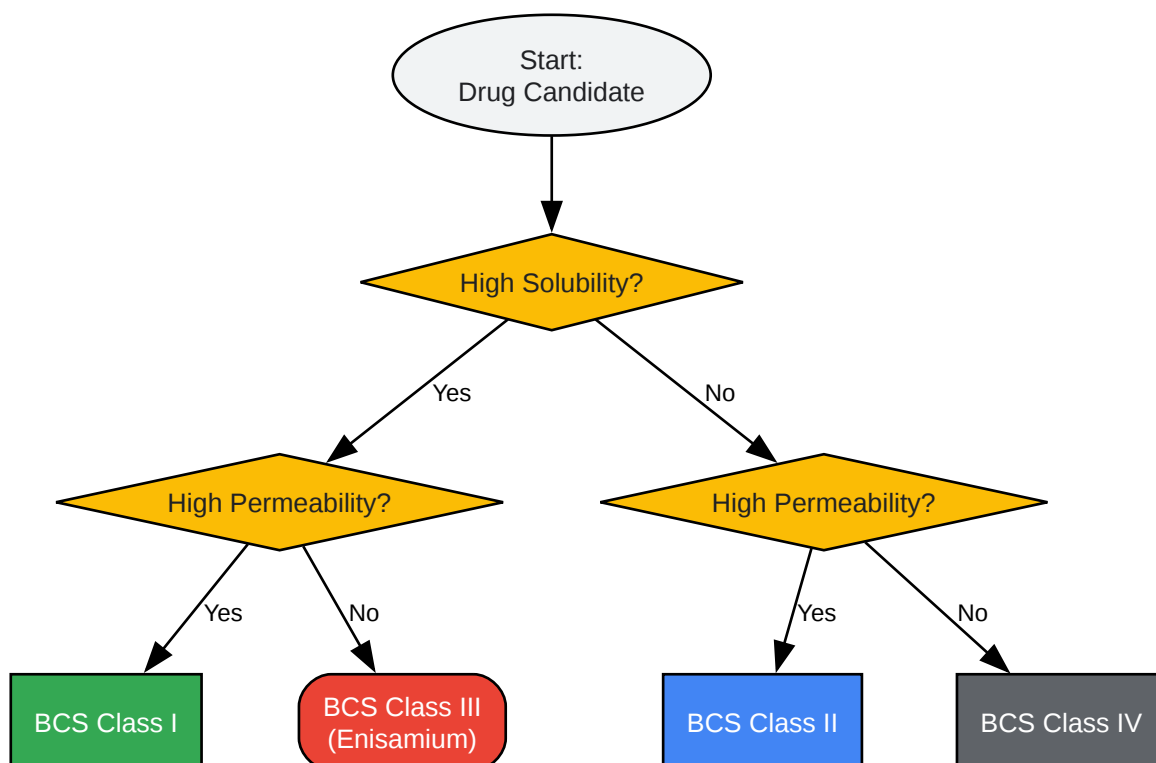 Start:
Drug Candidate
High Solubility?
Yes
No
High Permeability?
High Permeability?
Yes
No
Yes
No
BCS Class I
BCS Class III
(Enisamium)
BCS Class II
BCS Class IV